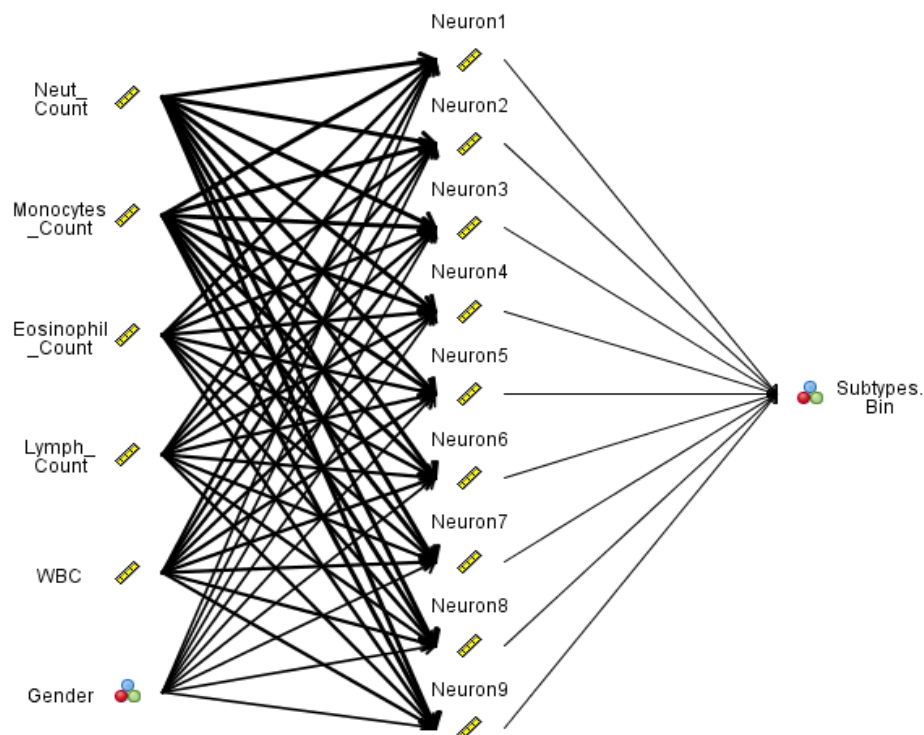 Neut_
Count
Monocytes
_Count
Eosinophil
_Count
Lymph_
Count
WBC
Gender
Neuron1
Neuron2
Neuron3
Neuron4
Neuron5
Neuron6
Neuron7
Neuron8
Neuron9
Subtypes.
Bin